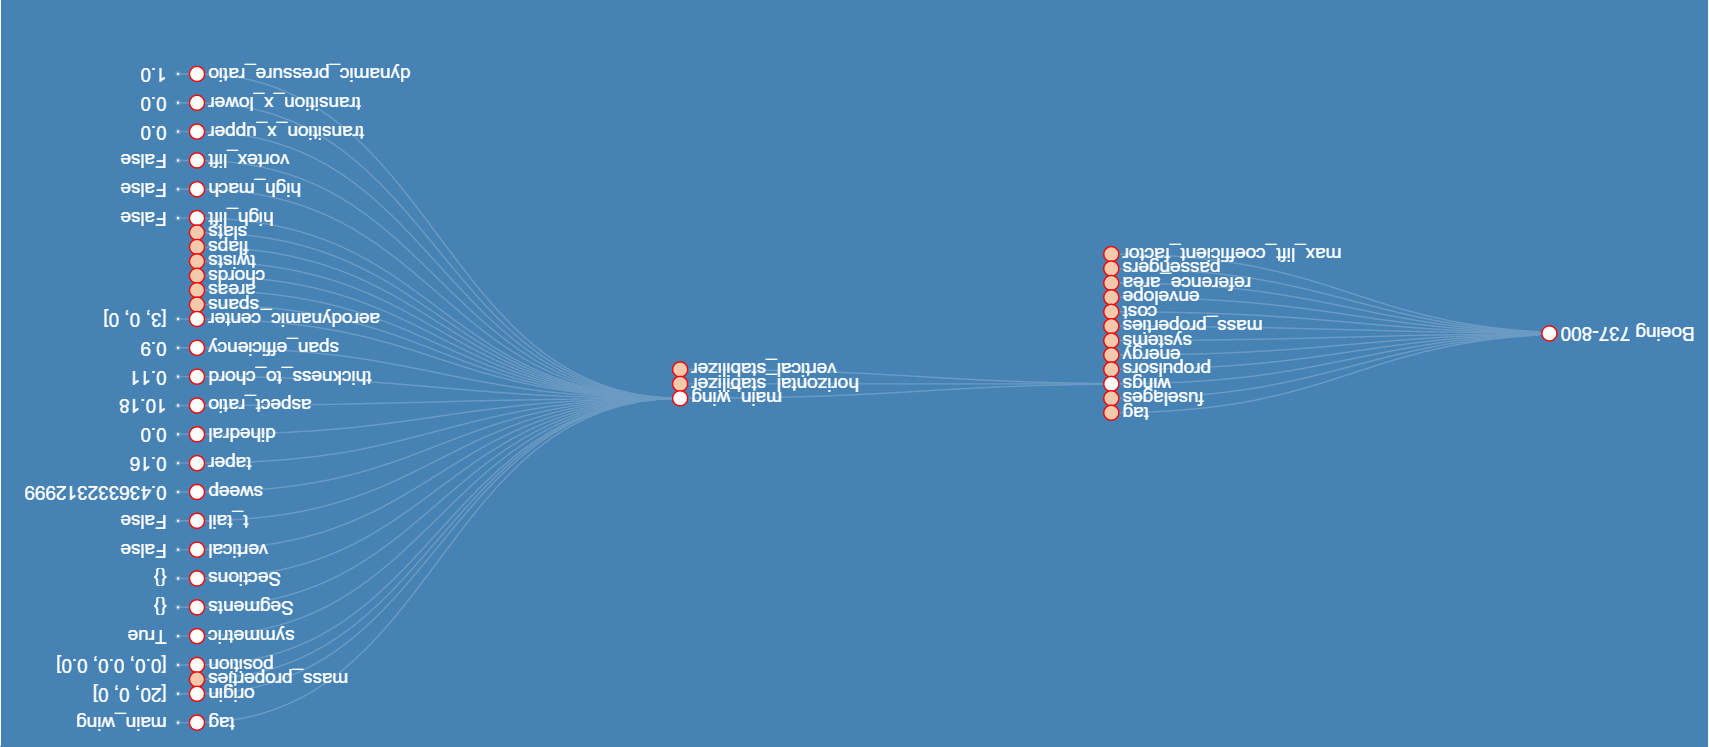 Boeing 737-800
tag
fuselages
wings
propulsors
energy
systems
mass_properties
cost
envelope
reference_area
passengers
max_lift_coefficient_factor
main_wing
horizontal_stabilizer
vertical_stabilizer
tag main_wing
origin [20, 0, 0]
mass_properties
position [0.0, 0.0, 0.0]
symmetric True
Segments {}
Sections {}
vertical False
t_tail False
sweep 0.436332312999
taper 0.16
dihedral 0.0
aspect_ratio 10.18
thickness_to_chord 0.11
span_efficiency 0.9
aerodynamic_center [3, 0, 0]
spans
areas
chords
twists
flaps
slats
high_lift False
high_mach False
vortex_lift False
transition_x_upper 0.0
transition_x_lower 0.0
dynamic_pressure_ratio 1.0